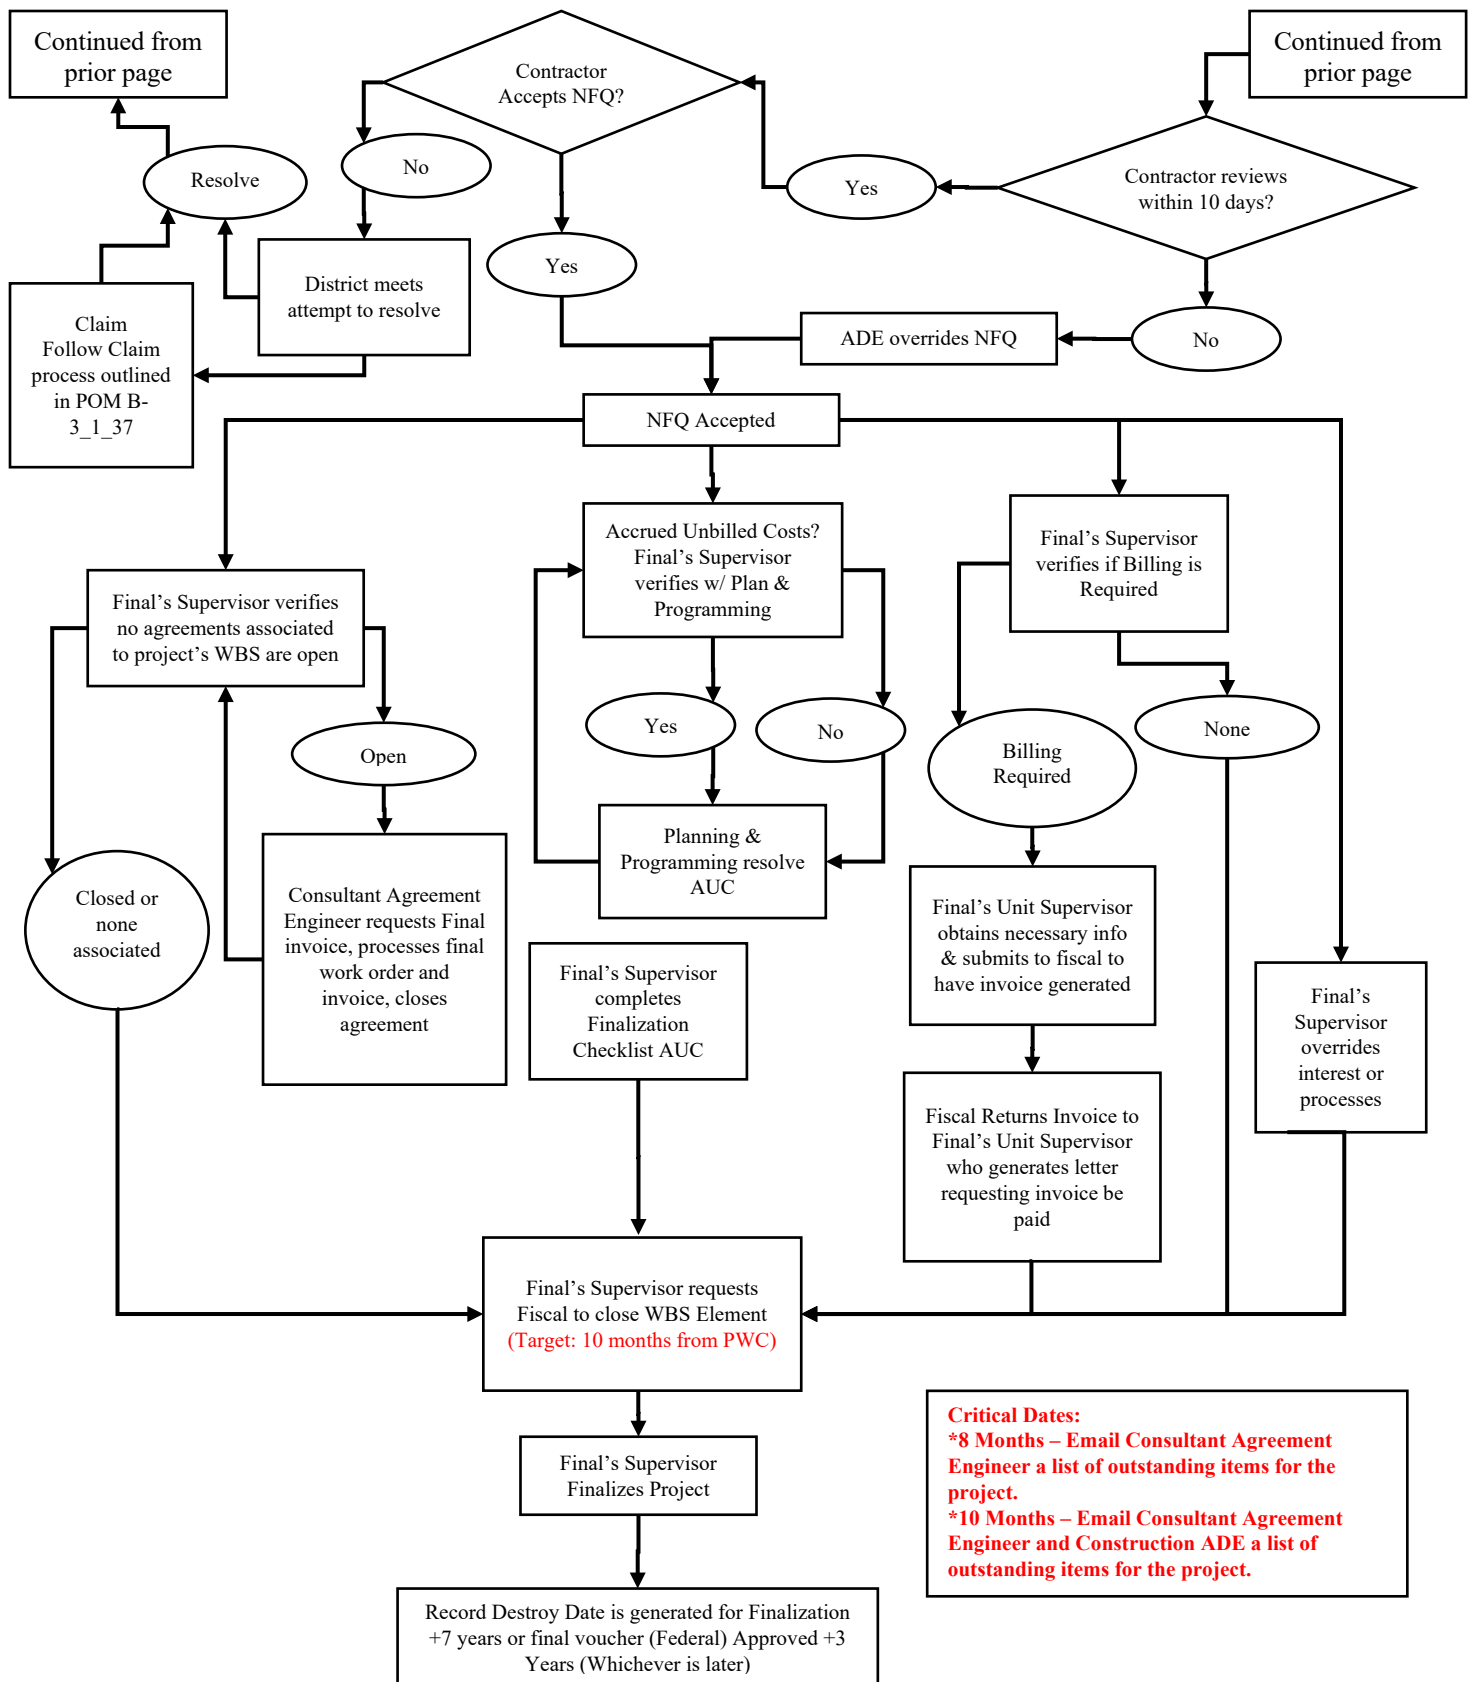 Continued from
prior page
Contractor
Accepts NFQ?
Continued from
prior page
No
Resolve
Yes
Contractor reviews
within 10 days?
Yes
District meets
attempt to resolve
Claim
Follow Claim
process outlined
in POM B-
3_1_37
ADE overrides NFQ
No
NFQ Accepted
Final’s Supervisor verifies
no agreements associated
to project’s WBS are open
Accrued Unbilled Costs?
Final’s Supervisor
verifies w/ Plan &
Programming
Final’s Supervisor
verifies if Billing is
Required
Open
Yes
No
Billing
Required
None
Closed or
none
associated
Consultant Agreement
Engineer requests Final
invoice, processes final
work order and
invoice, closes
agreement
Planning &
Programming resolve
AUC
Final’s Unit Supervisor
obtains necessary info
& submits to fiscal to
have invoice generated
Final’s Supervisor
completes
Finalization
Checklist AUC
Final’s
Supervisor
overrides
interest or
processes
Fiscal Returns Invoice to
Final’s Unit Supervisor
who generates letter
requesting invoice be
paid
Final’s Supervisor requests
Fiscal to close WBS Element
(Target: 10 months from PWC)
Final’s Supervisor
Finalizes Project
Critical Dates:
*8 Months – Email Consultant Agreement
Engineer a list of outstanding items for the
project.
*10 Months – Email Consultant Agreement
Engineer and Construction ADE a list of
outstanding items for the project.
Record Destroy Date is generated for Finalization
+7 years or final voucher (Federal) Approved +3
Years (Whichever is later)